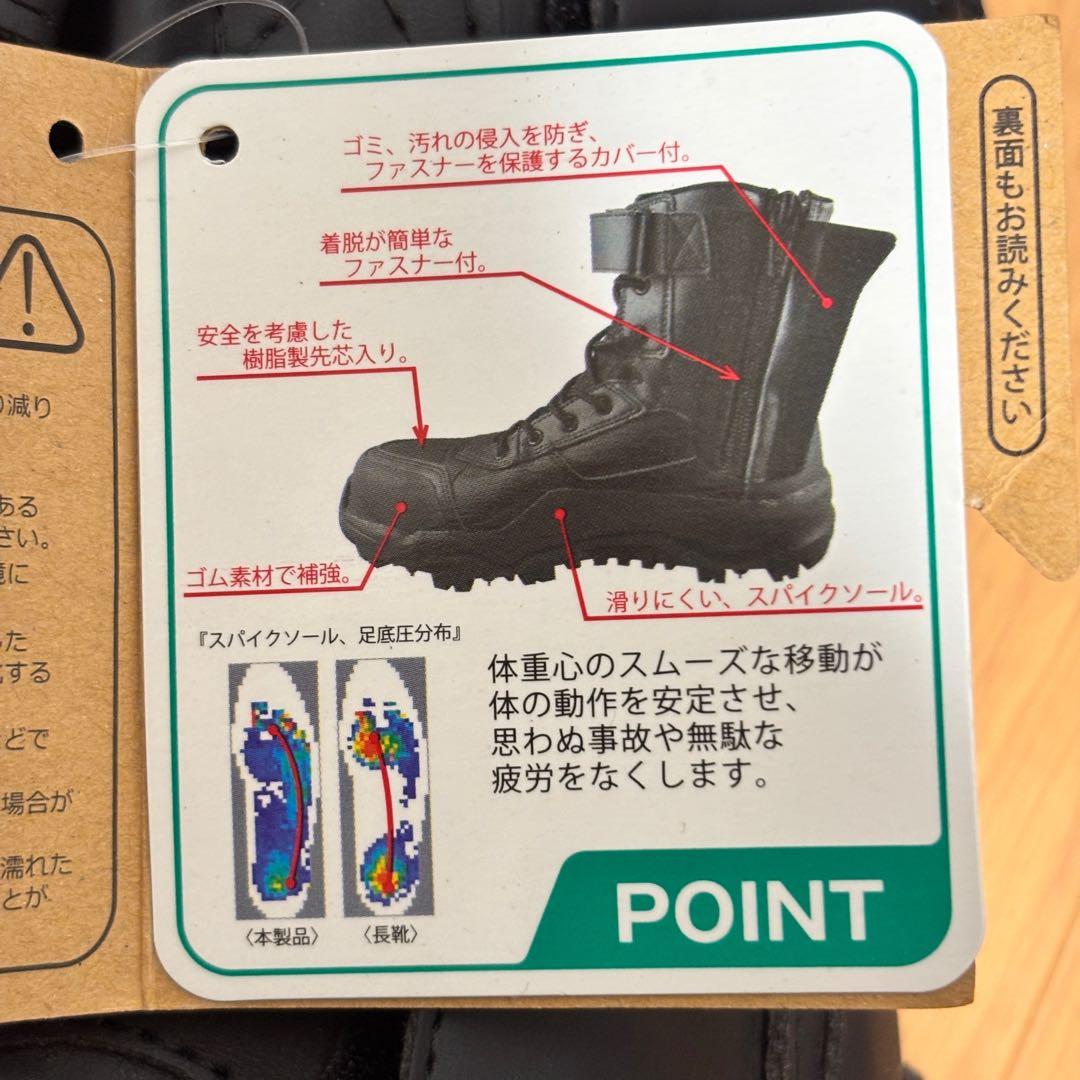 ゴミ、汚れの侵入を防ぎ、
ファスナーを保護するカバー付。
着脱が簡単な
ファスナー付。
安全を考慮した
樹脂製先芯入り。
ゴム素材で補強。
滑りにくい、スパイクソール。
『スパイクソール、足底圧分布』
〈本製品〉
〈長靴〉
体重心のスムーズな移動が
体の動作を安定させ、
思わぬ事故や無駄な
疲労をなくします。
POINT
裏面もお読みください
減り
ある
さい。
に
した
する
どで
場合が
濡れた
とが